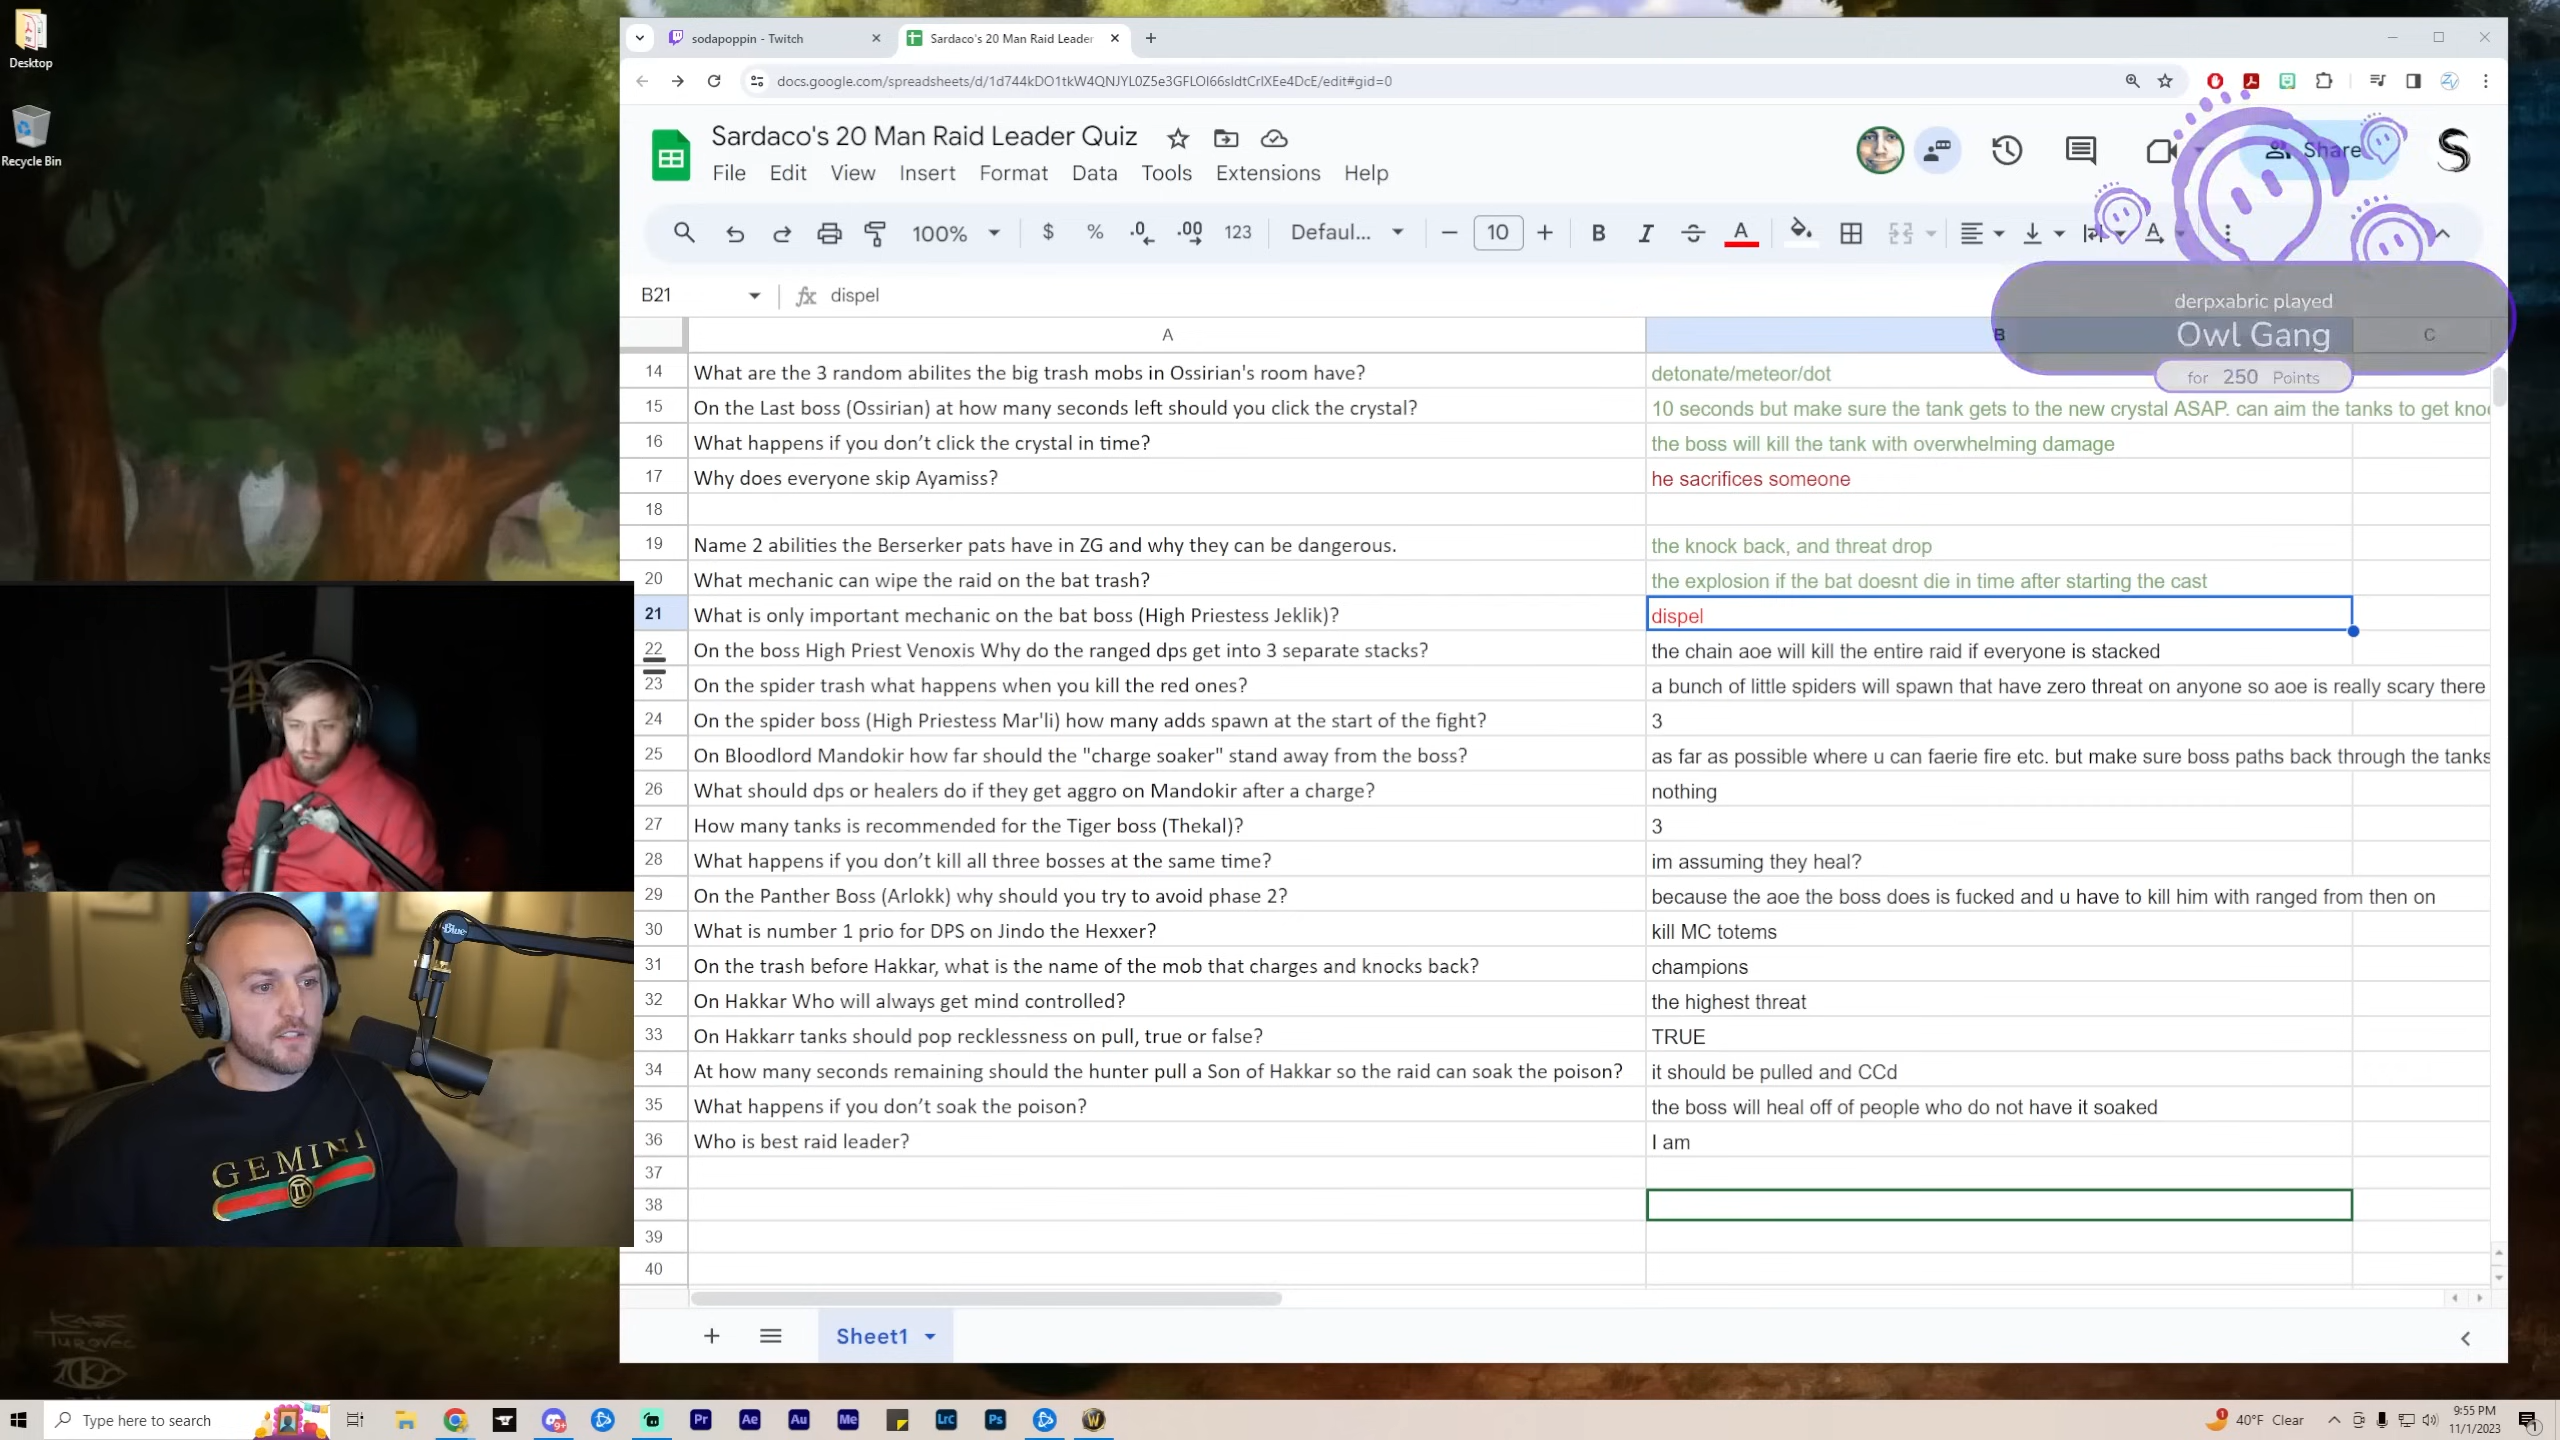 Desktop
Recycle Bin
sodapoppin - Twitch
Sardaco's 20 Man Raid Leader
docs.google.com/spreadsheets/d/1d744kDO1tkW4QNJYL0Z5e3GFLOI66sIdtCrIXEe4DcE/edit#gid=0
Sardaco's 20 Man Raid Leader Quiz
Share
File Edit View Insert Format Data Tools Extensions Help
100% $ % .0 .00 123 Defaul... 10 B I A
B21 fx dispel
derpxabric played
Owl Gang
for 250 Points
A B C
14 What are the 3 random abilites the big trash mobs in Ossirian's room have? detonate/meteor/dot
15 On the Last boss (Ossirian) at how many seconds left should you click the crystal? 10 seconds but make sure the tank gets to the new crystal ASAP. can aim the tanks to get kno
16 What happens if you don’t click the crystal in time? the boss will kill the tank with overwhelming damage
17 Why does everyone skip Ayamiss? he sacrifices someone
18
19 Name 2 abilities the Berserker pats have in ZG and why they can be dangerous. the knock back, and threat drop
20 What mechanic can wipe the raid on the bat trash? the explosion if the bat doesnt die in time after starting the cast
21 What is only important mechanic on the bat boss (High Priestess Jeklik)? dispel
22 On the boss High Priest Venoxis Why do the ranged dps get into 3 separate stacks? the chain aoe will kill the entire raid if everyone is stacked
23 On the spider trash what happens when you kill the red ones? a bunch of little spiders will spawn that have zero threat on anyone so aoe is really scary there
24 On the spider boss (High Priestess Mar'li) how many adds spawn at the start of the fight? 3
25 On Bloodlord Mandokir how far should the "charge soaker" stand away from the boss? as far as possible where u can faerie fire etc. but make sure boss paths back through the tanks
26 What should dps or healers do if they get aggro on Mandokir after a charge? nothing
27 How many tanks is recommended for the Tiger boss (Thekal)? 3
28 What happens if you don’t kill all three bosses at the same time? im assuming they heal?
29 On the Panther Boss (Arlokk) why should you try to avoid phase 2? because the aoe the boss does is fucked and u have to kill him with ranged from then on
30 What is number 1 prio for DPS on Jindo the Hexxer? kill MC totems
31 On the trash before Hakkar, what is the name of the mob that charges and knocks back? champions
32 On Hakkar Who will always get mind controlled? the highest threat
33 On Hakkarr tanks should pop recklessness on pull, true or false? TRUE
34 At how many seconds remaining should the hunter pull a Son of Hakkar so the raid can soak the poison? it should be pulled and CCd
35 What happens if you don’t soak the poison? the boss will heal off of people who do not have it soaked
36 Who is best raid leader? I am
37
38
39
40
Sheet1
Blue
GEMINI
Type here to search
Pr Ae Au Me LrC Ps
40°F Clear
9:55 PM
11/1/2023